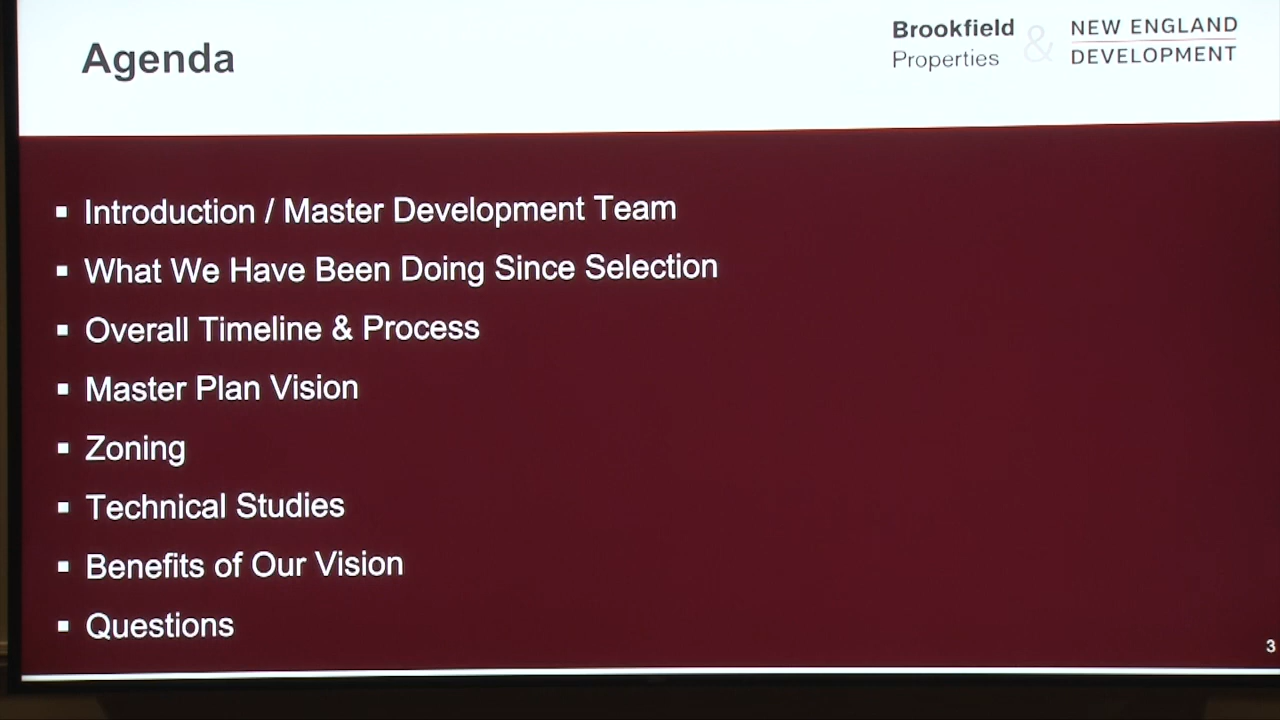 Agenda
Brookfield
Properties
&
NEW ENGLAND
DEVELOPMENT
▪ Introduction / Master Development Team
▪ What We Have Been Doing Since Selection
▪ Overall Timeline & Process
▪ Master Plan Vision
▪ Zoning
▪ Technical Studies
▪ Benefits of Our Vision
▪ Questions
3